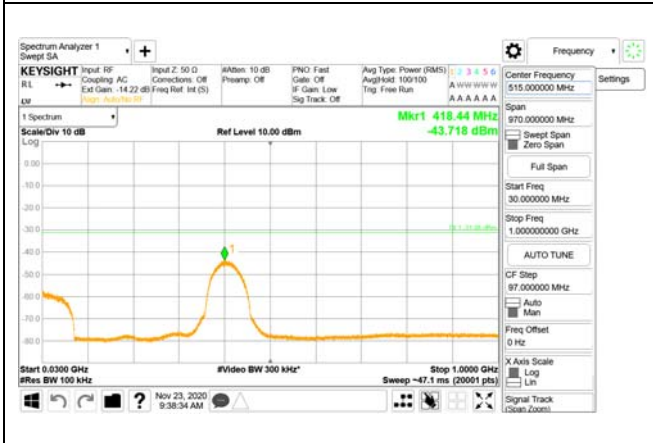 Spectrum Analyzer 1
Swept SA
+
Frequency
KEYSIGHT
Input: RF
Coupling: AC
Ext Gain: -14.22 dB
Align: Auto/No RF
Input Z: 50 Ω
Corrections: Off
Freq Ref: Int (S)
#Atten: 10 dB
Preamp: Off
PNO: Fast
Gate: Off
IF Gain: Low
Sig Track: Off
Avg Type: Power (RMS)
Avg|Hold: 100/100
Trig: Free Run
1 2 3 4 5 6
A W W W W W
A A A A A A
RL
1 Spectrum
Scale/Div 10 dB
Log
Ref Level 10.00 dBm
Mkr1 418.44 MHz
-43.718 dBm
0.00
-10.0
-20.0
-30.0
-40.0
-50.0
-60.0
-70.0
-80.0
1
Start 0.0300 GHz
#Res BW 100 kHz
#Video BW 300 kHz*
Stop 1.0000 GHz
Sweep ~47.1 ms (20001 pts)
?
Nov 23, 2020
9:38:34 AM
Center Frequency
515.000000 MHz
Settings
Span
970.000000 MHz
Swept Span
Zero Span
Full Span
Start Freq
30.000000 MHz
Stop Freq
1.000000000 GHz
AUTO TUNE
CF Step
97.000000 MHz
Auto
Man
Freq Offset
0 Hz
X Axis Scale
Log
Lin
Signal Track
(Span Zoom)